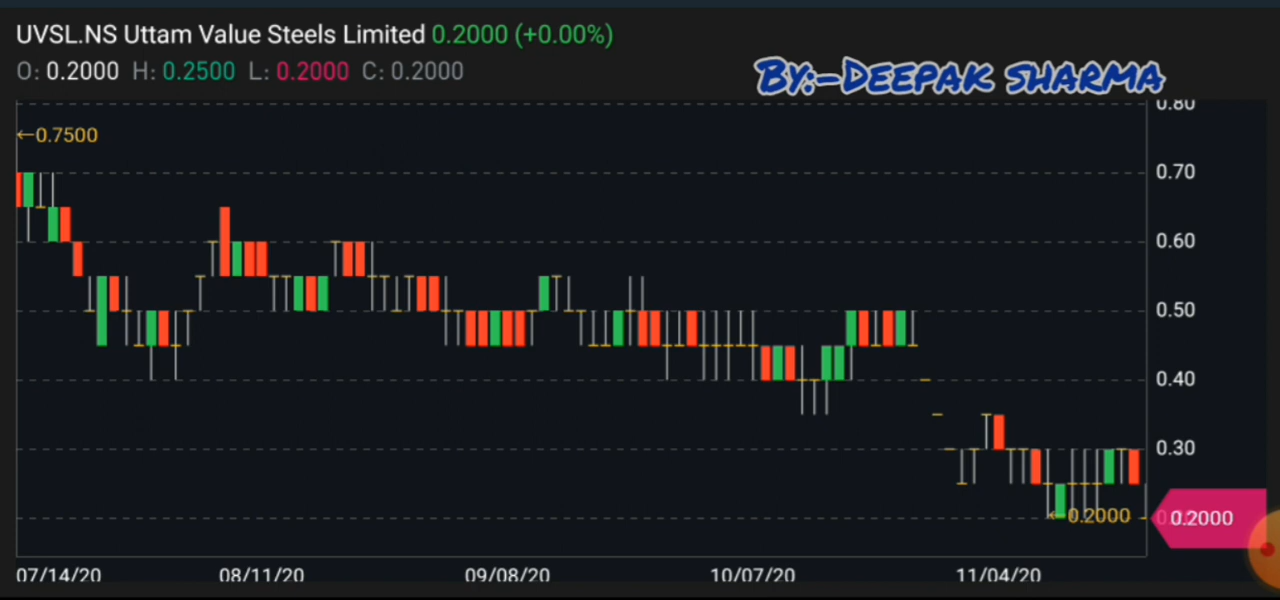 UVSL.NS Uttam Value Steels Limited 0.2000 (+0.00%)
O: 0.2000 H: 0.2500 L: 0.2000 C: 0.2000
BY:-DEEPAK SHARMA
0.80
←0.7500
0.70
0.60
0.50
0.40
0.30
←0.2000
0.2000
07/14/20 08/11/20 09/08/20 10/07/20 11/04/20